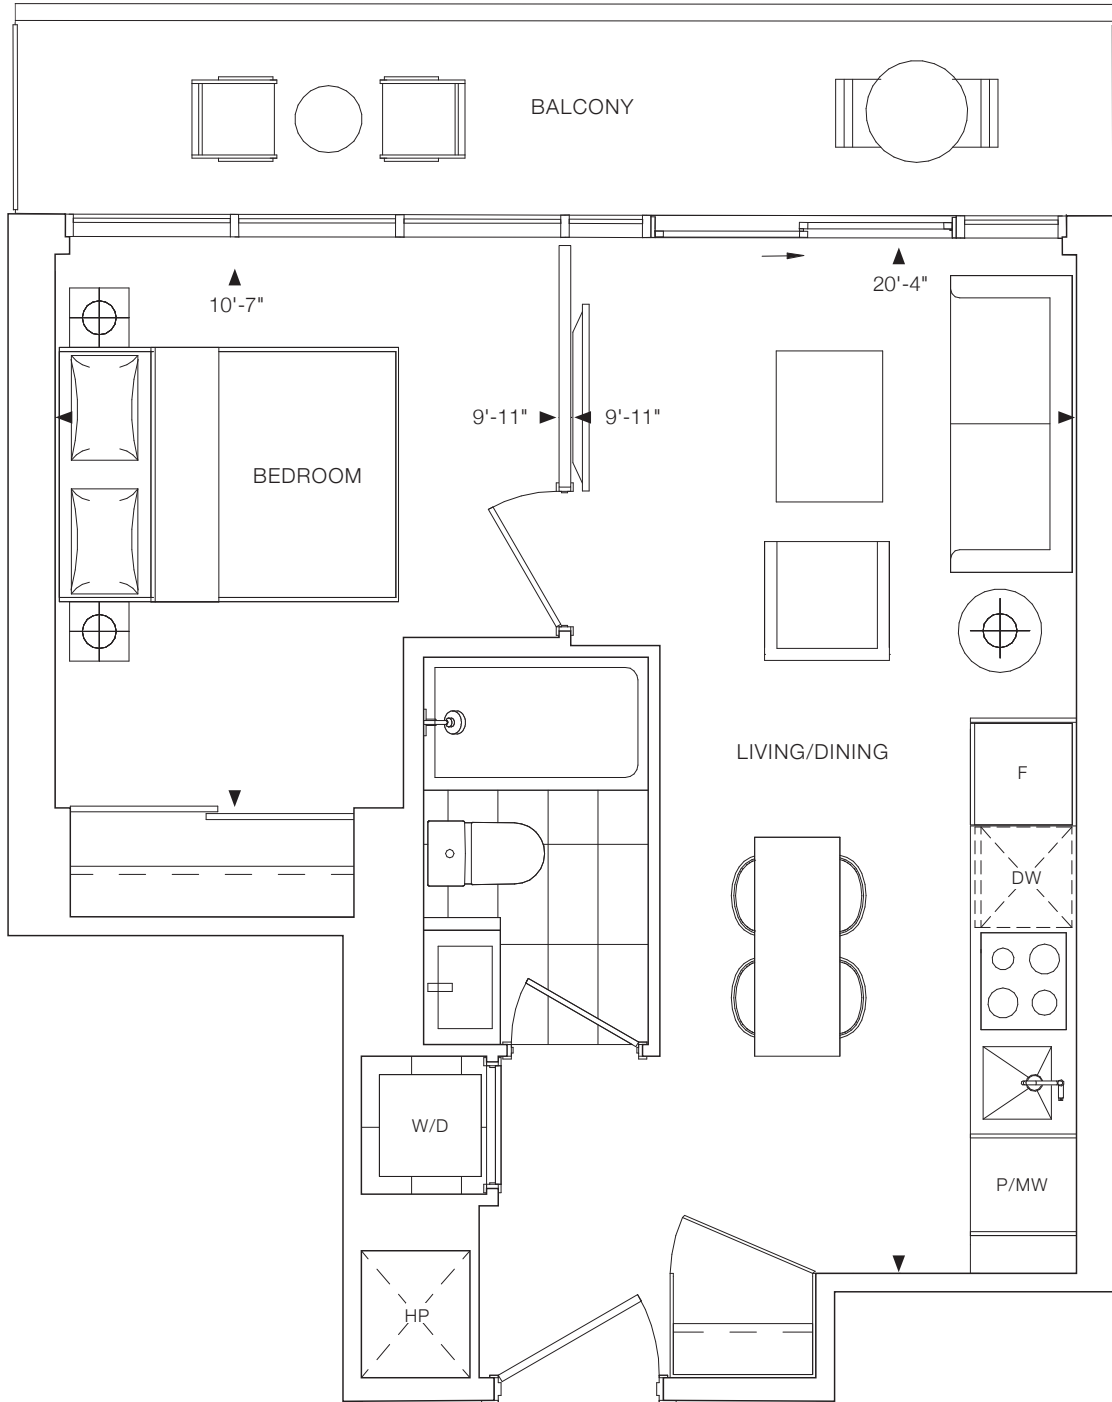 BALCONY
10'-7"
20'-4"
9'-11" 9'-11"
BEDROOM
LIVING/DINING
F
DW
W/D
P/MW
HP